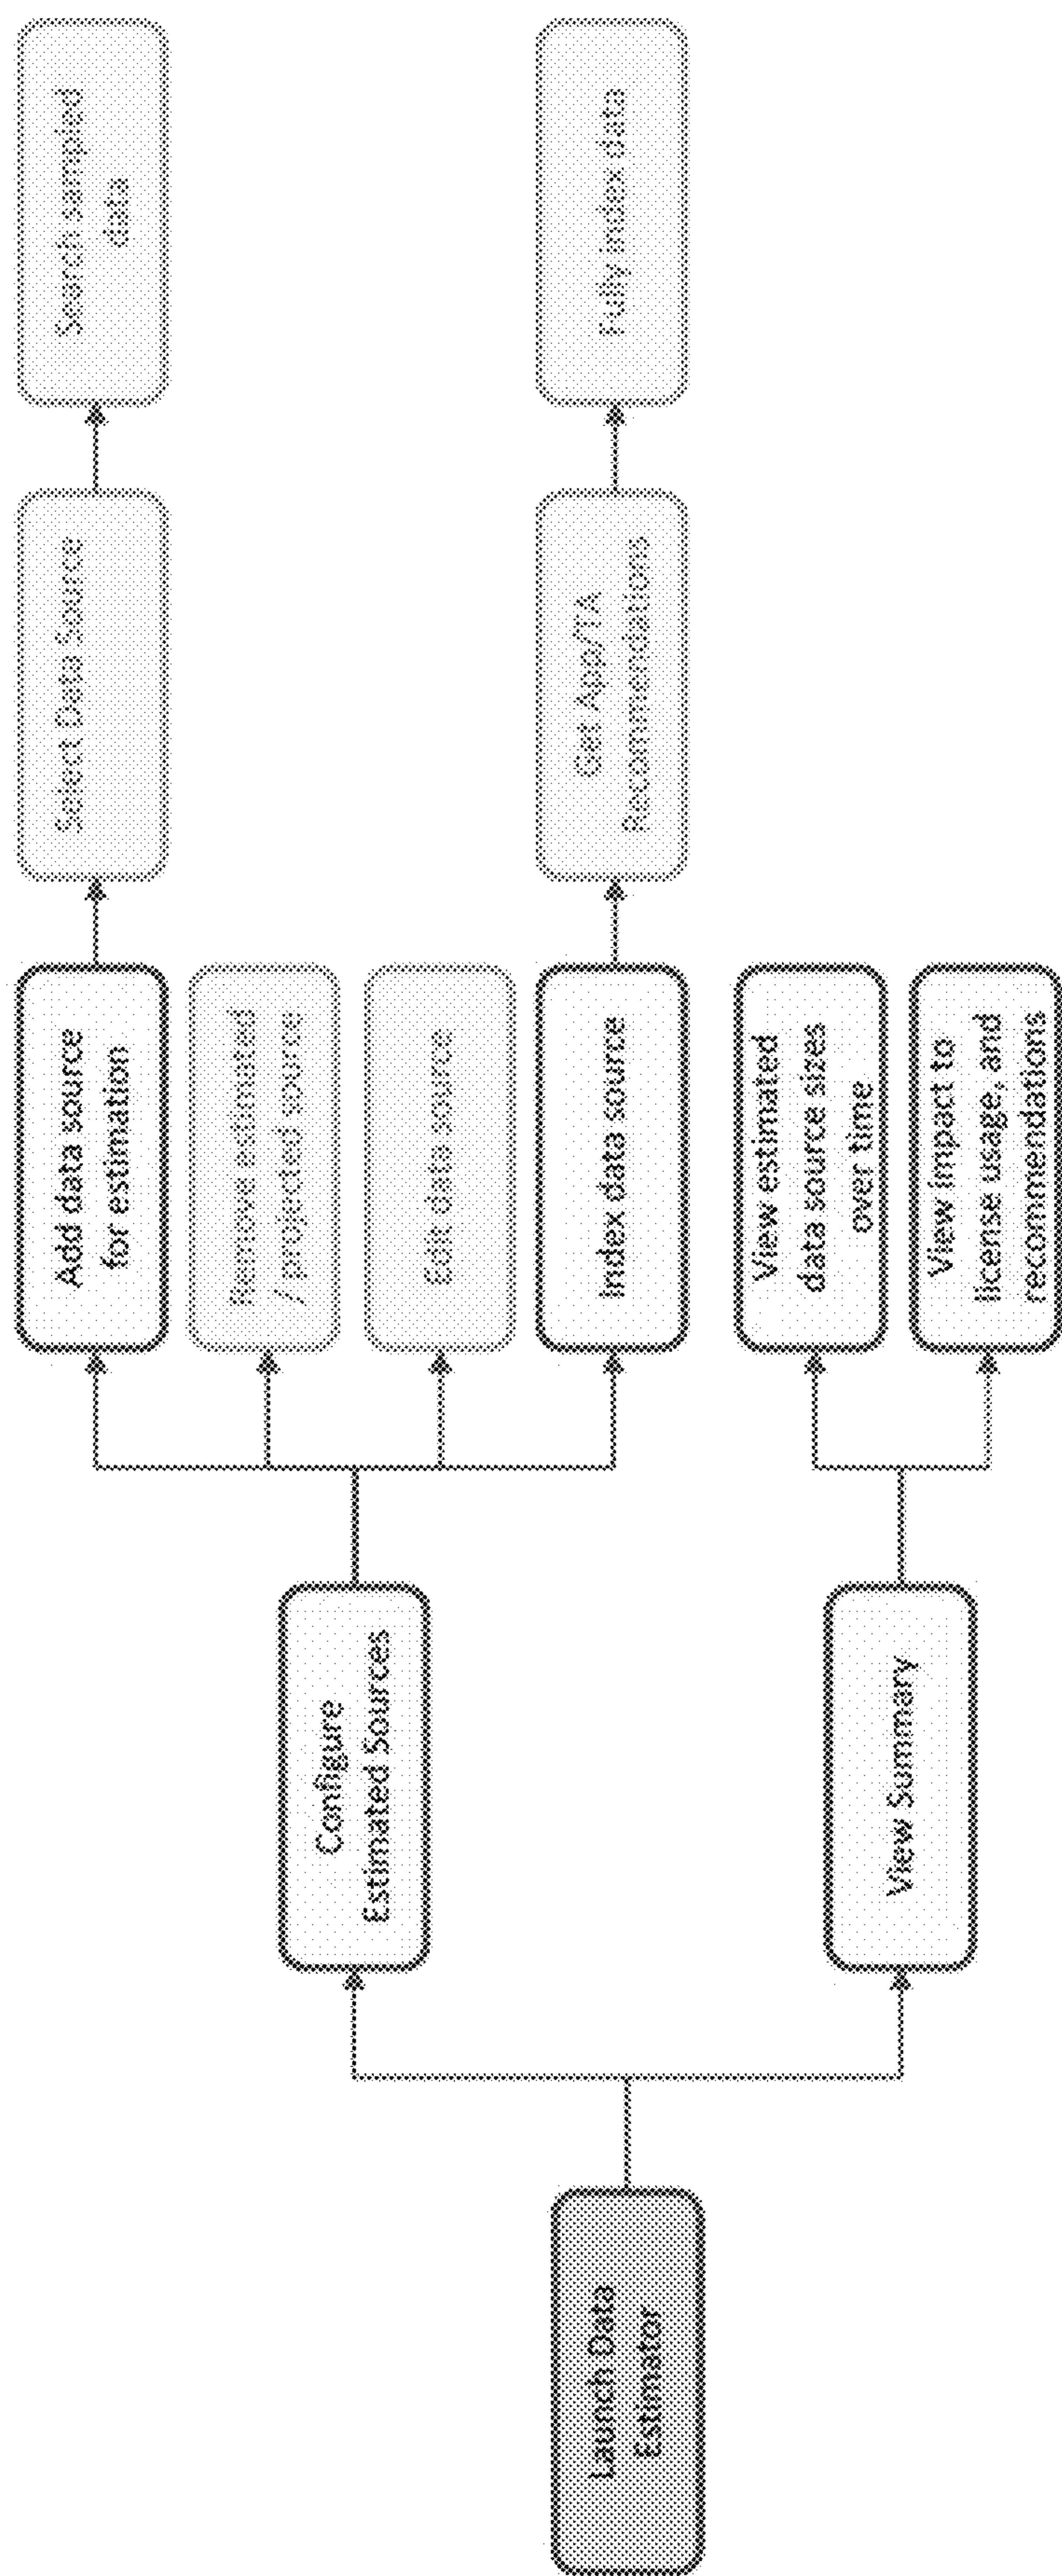 Launch Data
Estimator
Configure
Estimated Sources
View Summary
Add data source
for estimation
Remove estimated
/ projected source
Edit data source
Index data source
View estimated
data source sizes
over time
View impact to
license usage, and
recommendations
Select Data Source
Get App/TA
Recommendations
Search sampled
data
Fully index data